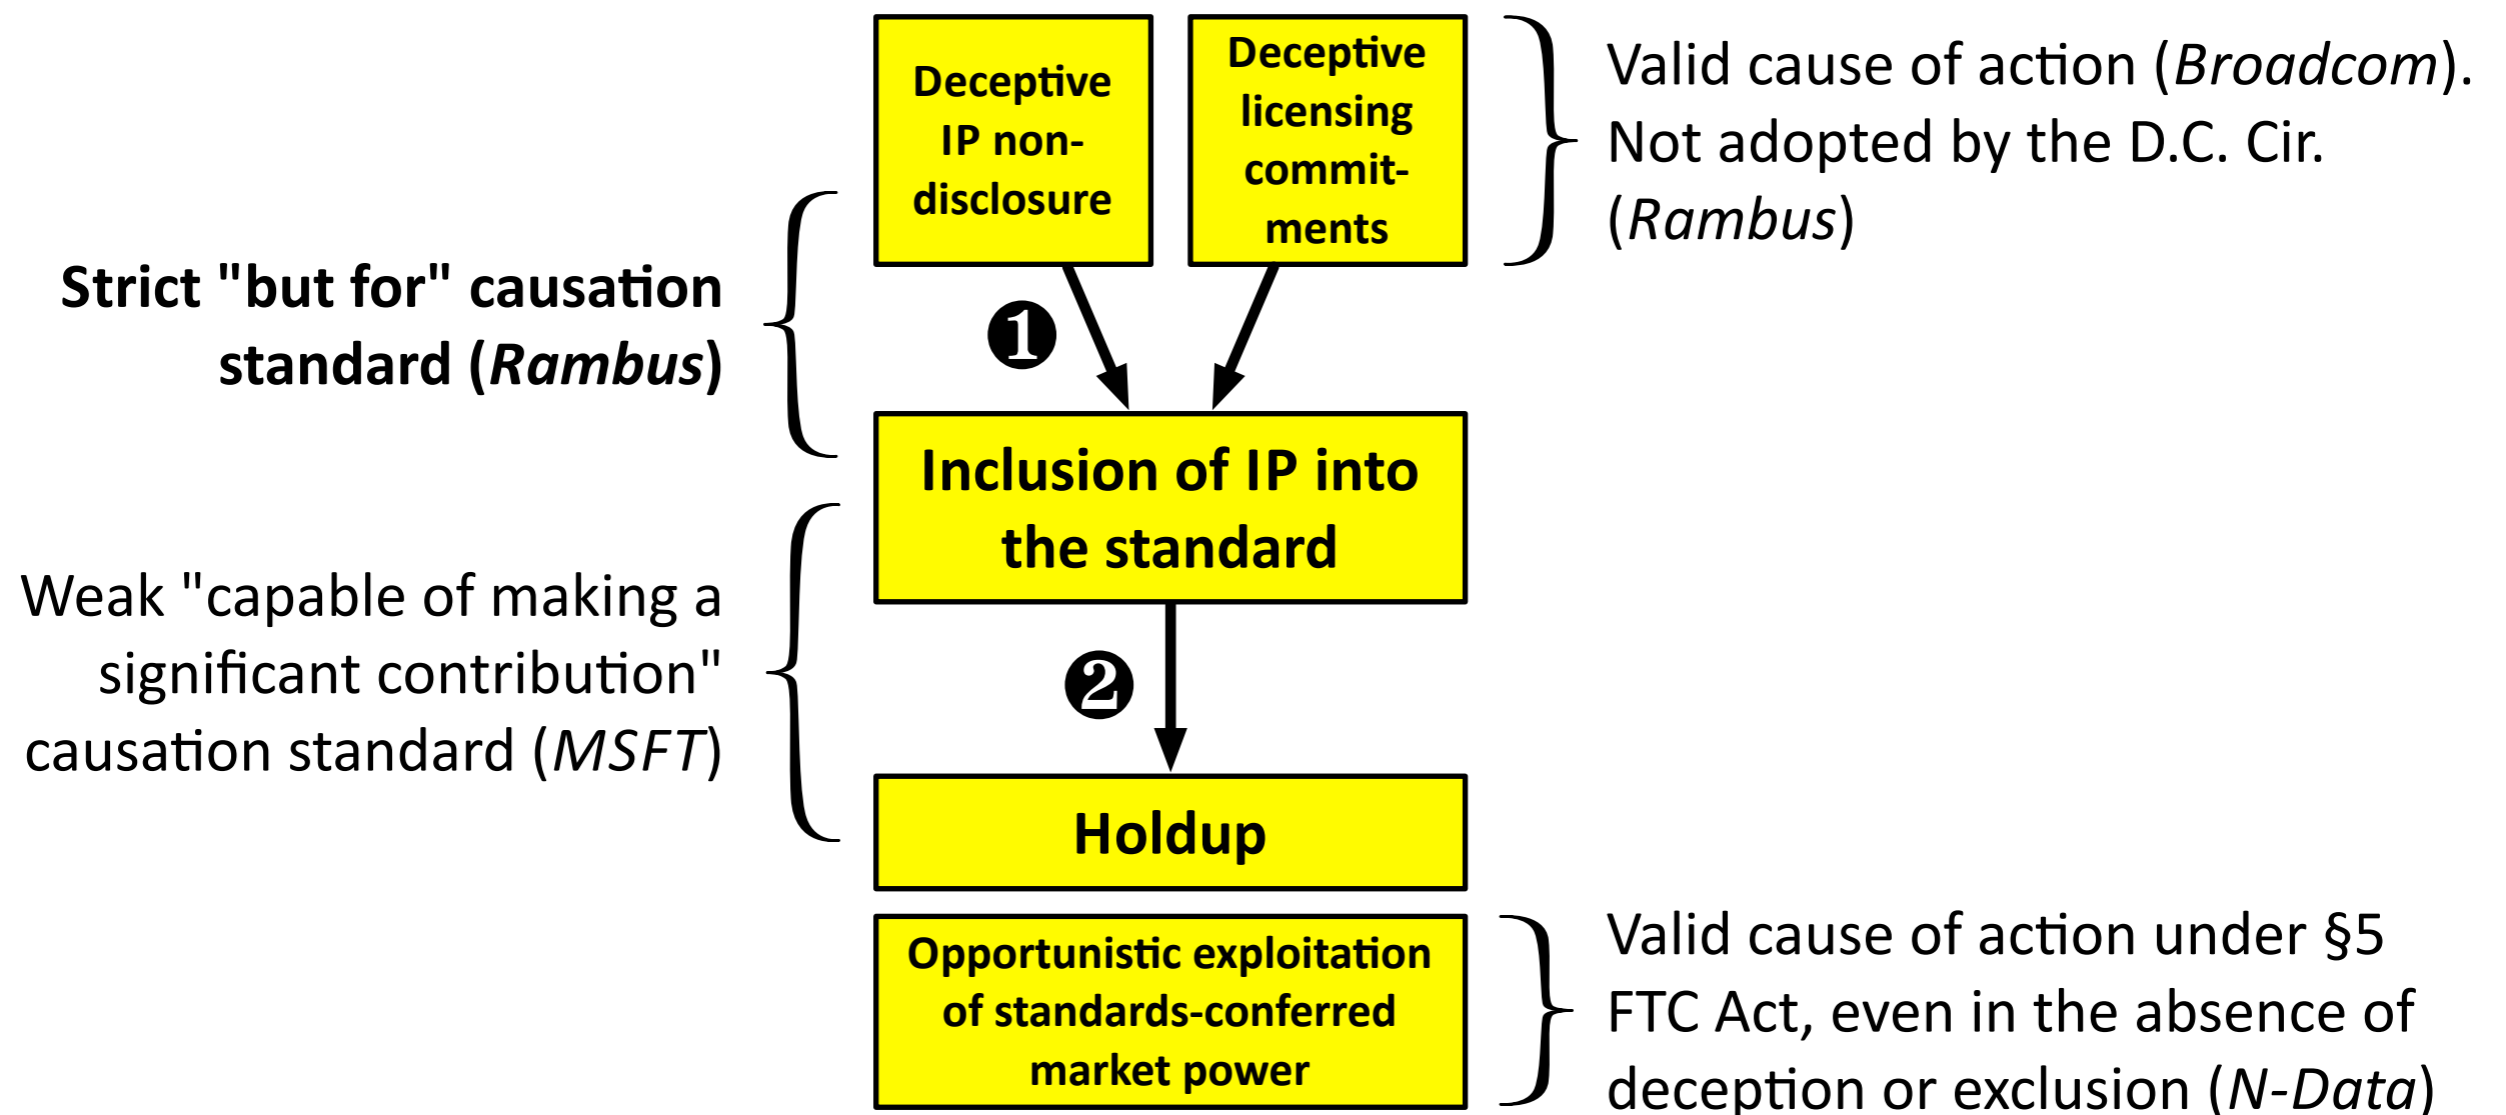 Deceptive
IP non-
disclosure
Deceptive
licensing
commit-
ments
Valid cause of action (Broadcom).
Not adopted by the D.C. Cir.
(Rambus)
Strict "but for" causation
standard (Rambus)
❶
Inclusion of IP into
the standard
Weak "capable of making a
significant contribution"
causation standard (MSFT)
❷
Holdup
Opportunistic exploitation
of standards-conferred
market power
Valid cause of action under §5
FTC Act, even in the absence of
deception or exclusion (N-Data)